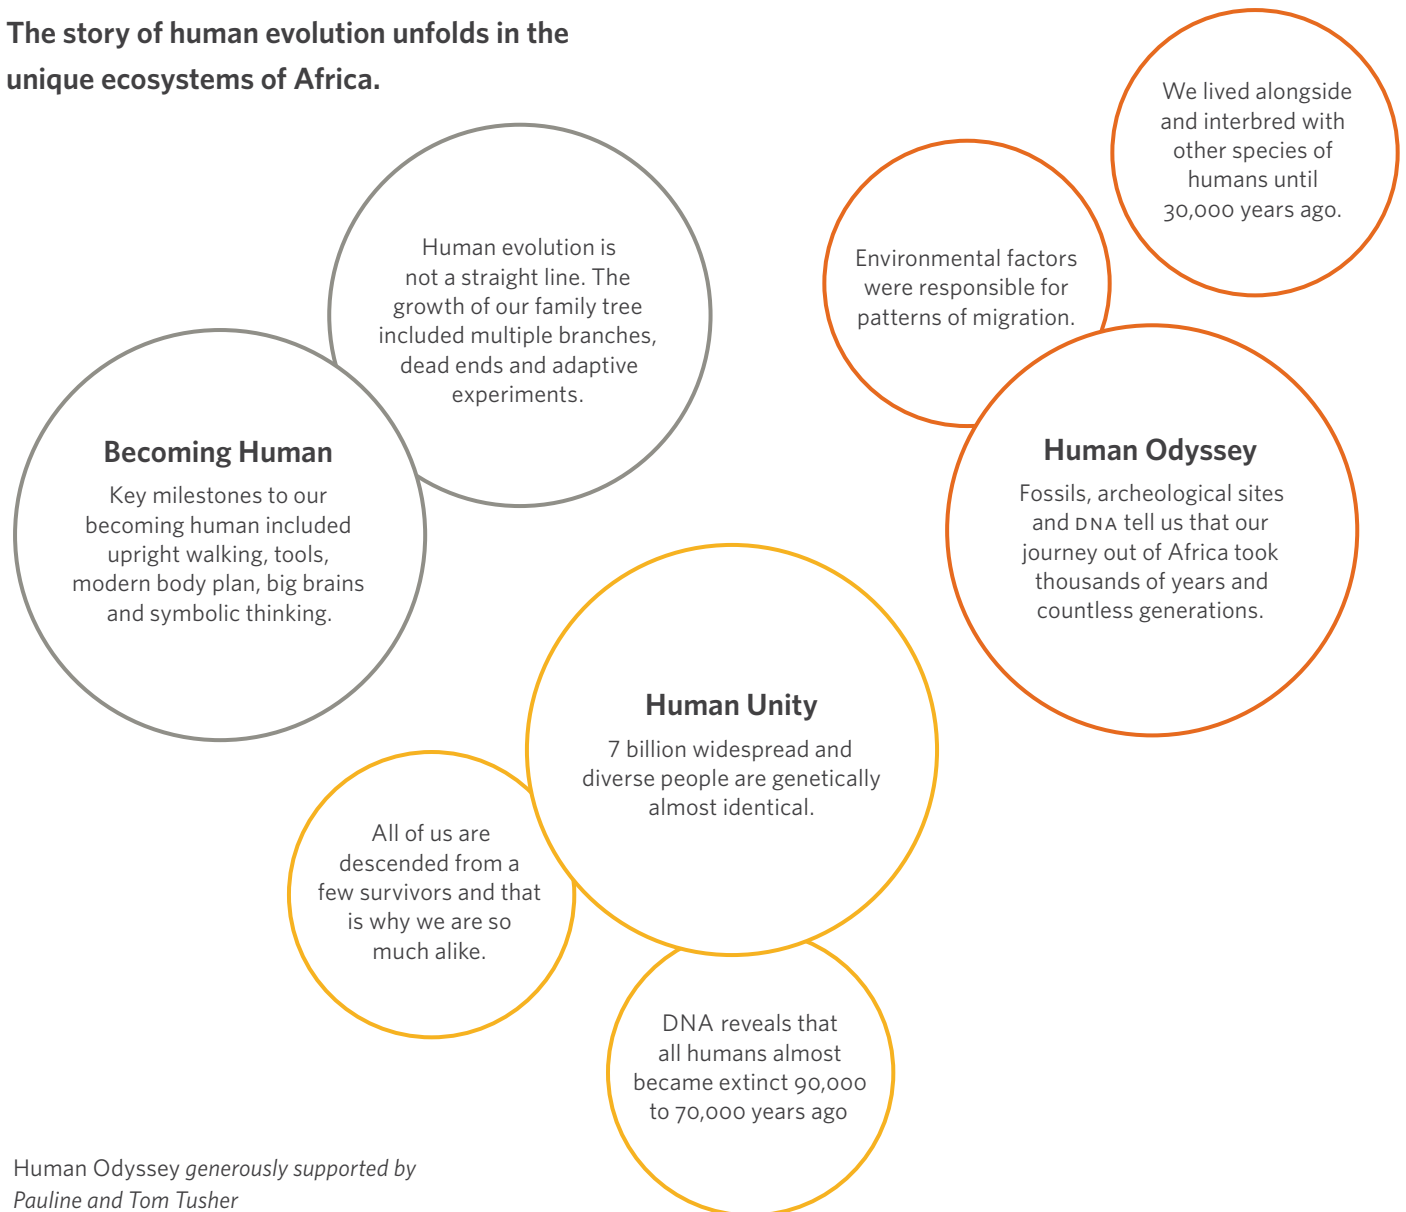 The story of human evolution unfolds in the
unique ecosystems of Africa.
Human evolution is
not a straight line. The
growth of our family tree
included multiple branches,
dead ends and adaptive
experiments.
Becoming Human
Key milestones to our
becoming human included
upright walking, tools,
modern body plan, big brains
and symbolic thinking.
We lived alongside
and interbred with
other species of
humans until
30,000 years ago.
Environmental factors
were responsible for
patterns of migration.
Human Odyssey
Fossils, archeological sites
and DNA tell us that our
journey out of Africa took
thousands of years and
countless generations.
Human Unity
7 billion widespread and
diverse people are genetically
almost identical.
All of us are
descended from a
few survivors and that
is why we are so
much alike.
DNA reveals that
all humans almost
became extinct 90,000
to 70,000 years ago
Human Odyssey generously supported by
Pauline and Tom Tusher